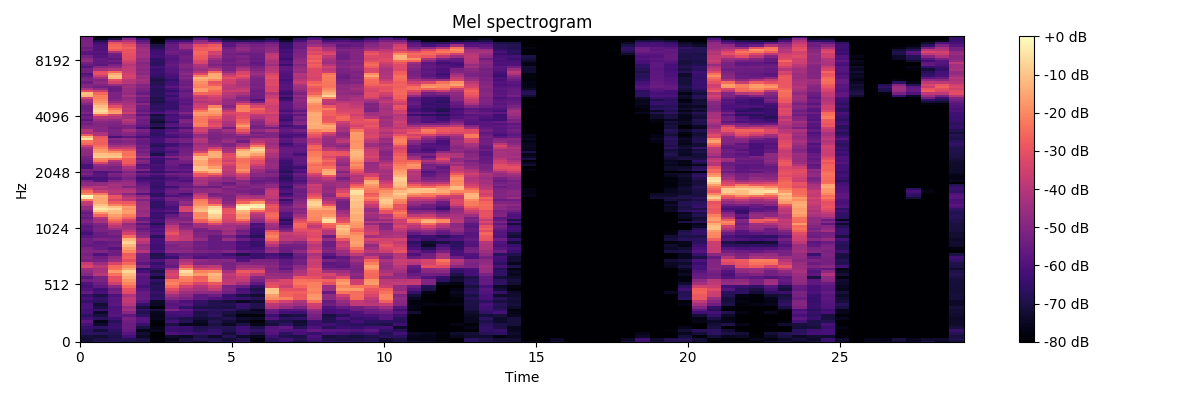 Mel spectrogram
8192
4096
2048
1024
512
0
Hz
0 5 10 15 20 25
Time
+0 dB
-10 dB
-20 dB
-30 dB
-40 dB
-50 dB
-60 dB
-70 dB
-80 dB